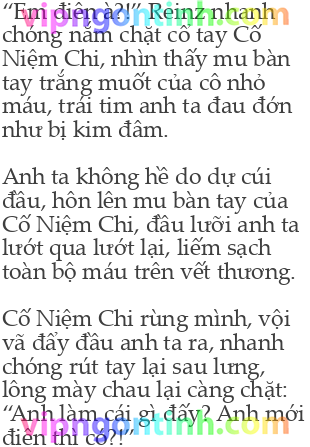 “Em điên à?!” Reinz nhanh
chóng nắm chặt cổ tay Cố
Niệm Chi, nhìn thấy mu bàn
tay trắng muốt của cô nhỏ
máu, trái tim anh ta đau đớn
như bị kim đâm.
Anh ta không hề do dự cúi
đầu, hôn lên mu bàn tay của
Cố Niệm Chi, đầu lưỡi anh ta
lướt qua lướt lại, liếm sạch
toàn bộ máu trên vết thương.
Cố Niệm Chi rùng mình, vội
vã đẩy đầu anh ta ra, nhanh
chóng rút tay lại sau lưng,
lông mày chau lại càng chặt:
“Anh làm cái gì đấy? Anh mới
điên thì có?!”
vipngontinh.com
vipngontinh.com
vipngontinh.com